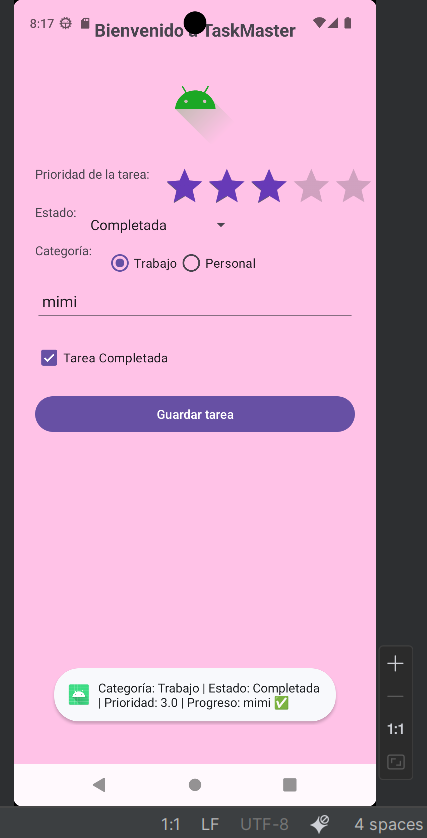 8:17
Bienvenido a TaskMaster
Prioridad de la tarea:
Estado:
Completada
Categoría:
Trabajo
Personal
mimi
Tarea Completada
Guardar tarea
Categoría: Trabajo | Estado: Completada
| Prioridad: 3.0 | Progreso: mimi ✅
1:1
1:1 LF UTF-8 4 spaces